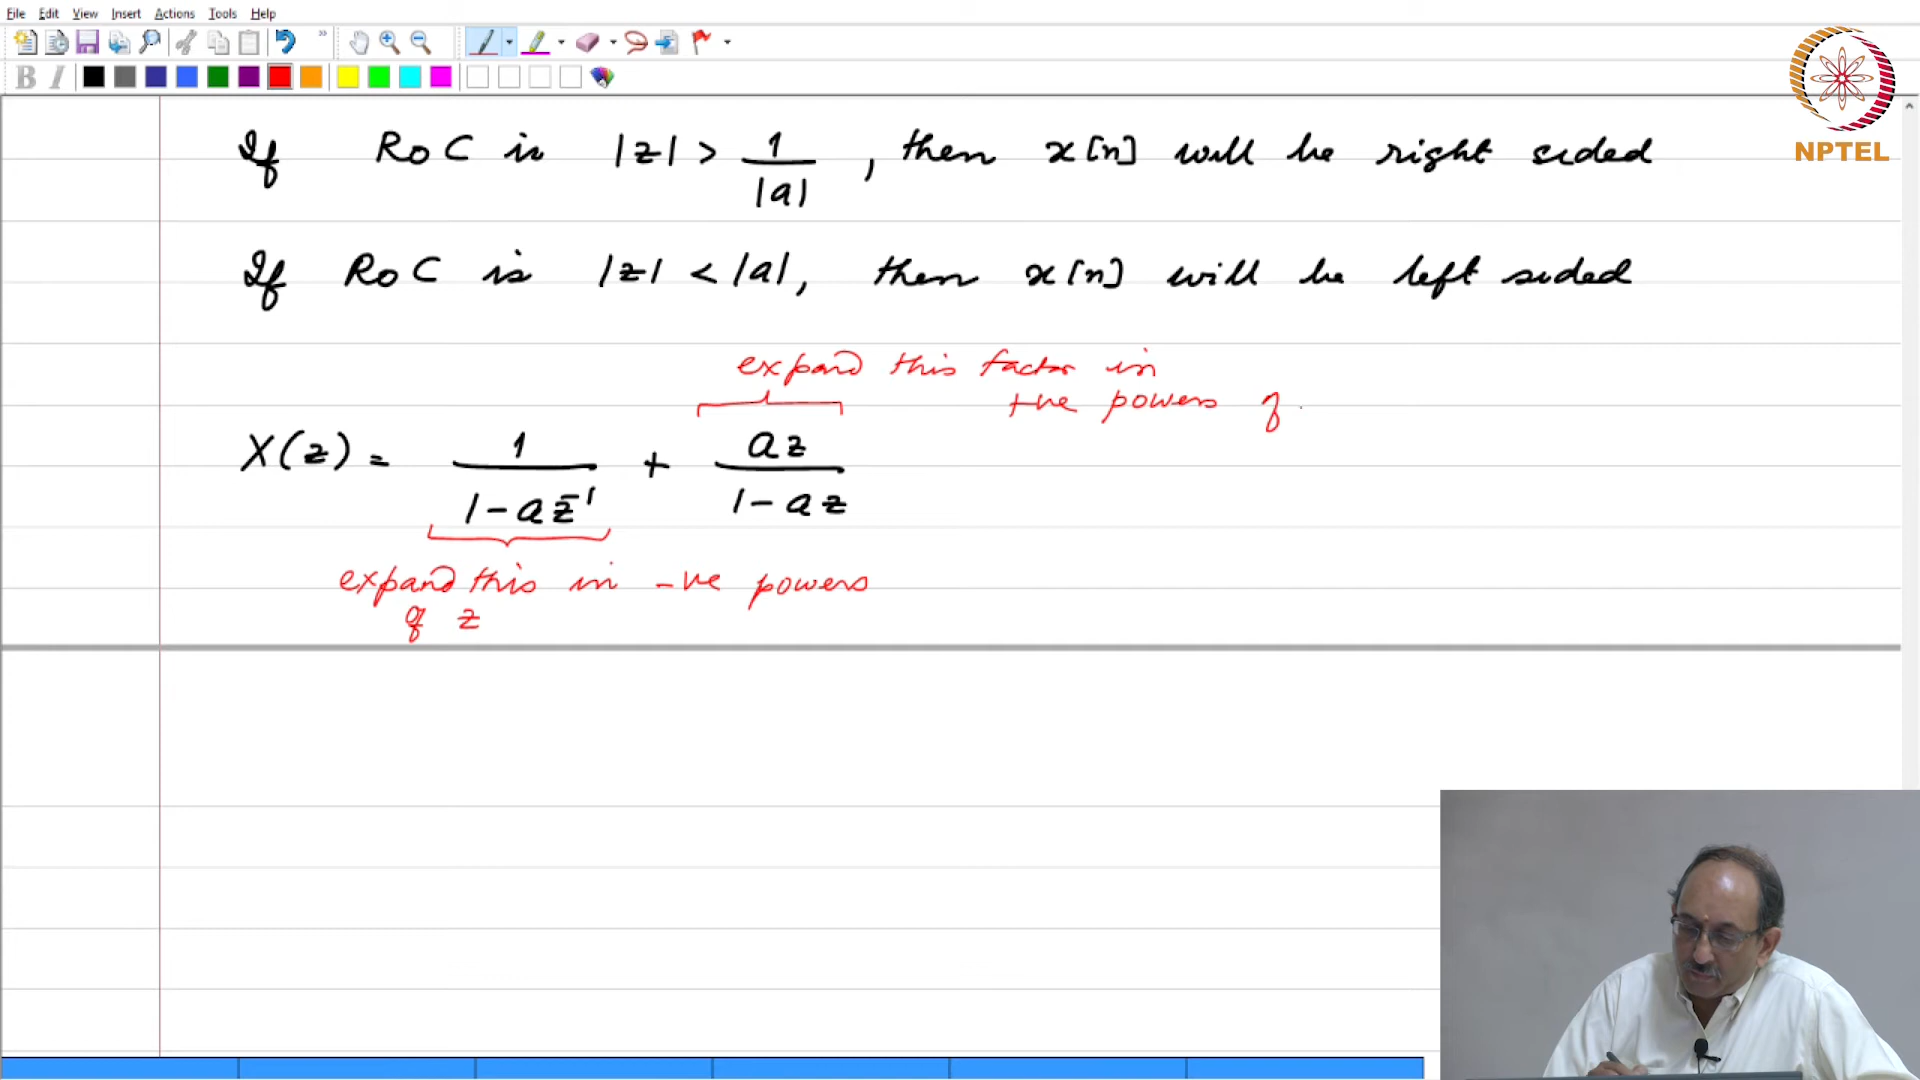 File Edit View Insert Actions Tools Help
B I
NPTEL
If RoC is |z| > 1/|a| , then x[n] will be right sided
If RoC is |z| < |a|, then x[n] will be left sided
expand this factor in
+ve powers of
X(z) = 1/(1 - az⁻¹) + az/(1 - az)
expand this in -ve powers
of z